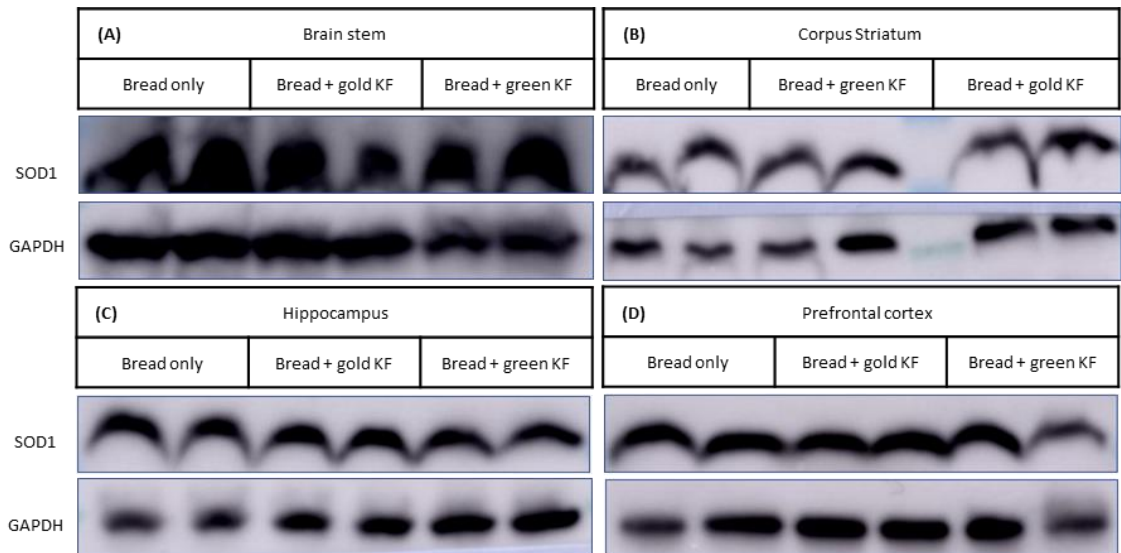 (A) Brain stem
Bread only Bread + gold KF Bread + green KF
SOD1
GAPDH
(B) Corpus Striatum
Bread only Bread + green KF Bread + gold KF
(C) Hippocampus
Bread only Bread + gold KF Bread + green KF
SOD1
GAPDH
(D) Prefrontal cortex
Bread only Bread + gold KF Bread + green KF